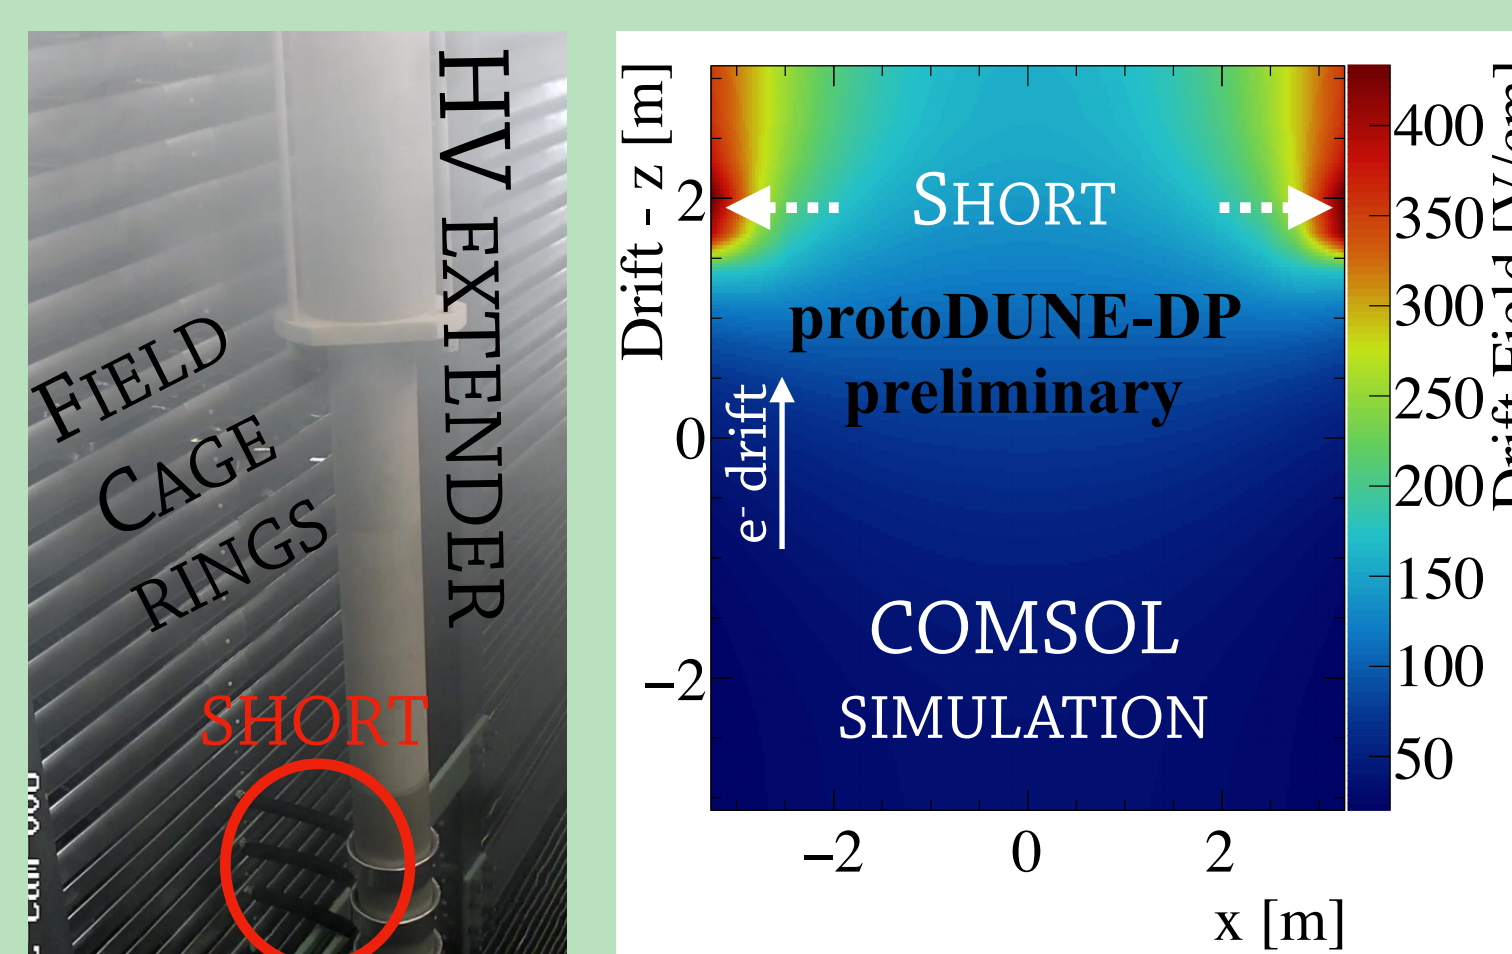 HV EXTENDER
FIELD
CAGE
RINGS
SHORT
Drift - z [m]
2
0
−2
SHORT
protoDUNE-DP
preliminary
e- drift
COMSOL
SIMULATION
−2 0 2
x [m]
400
350
300
250
200
150
100
50